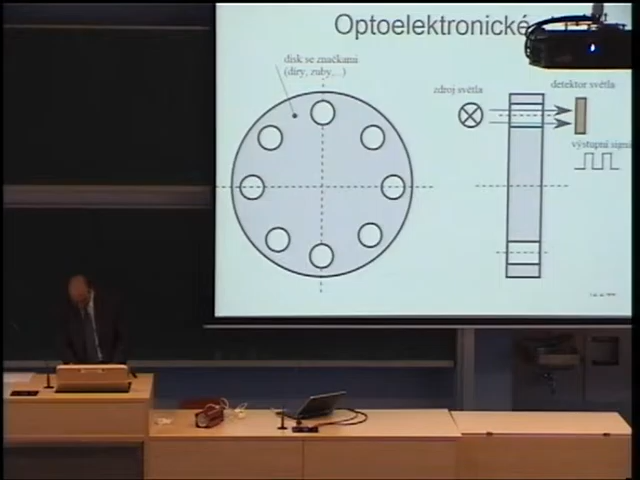 Optoelektronické
disk se značkami
(díry, zuby,...)
zdroj světla
detektor světla
výstupní signál